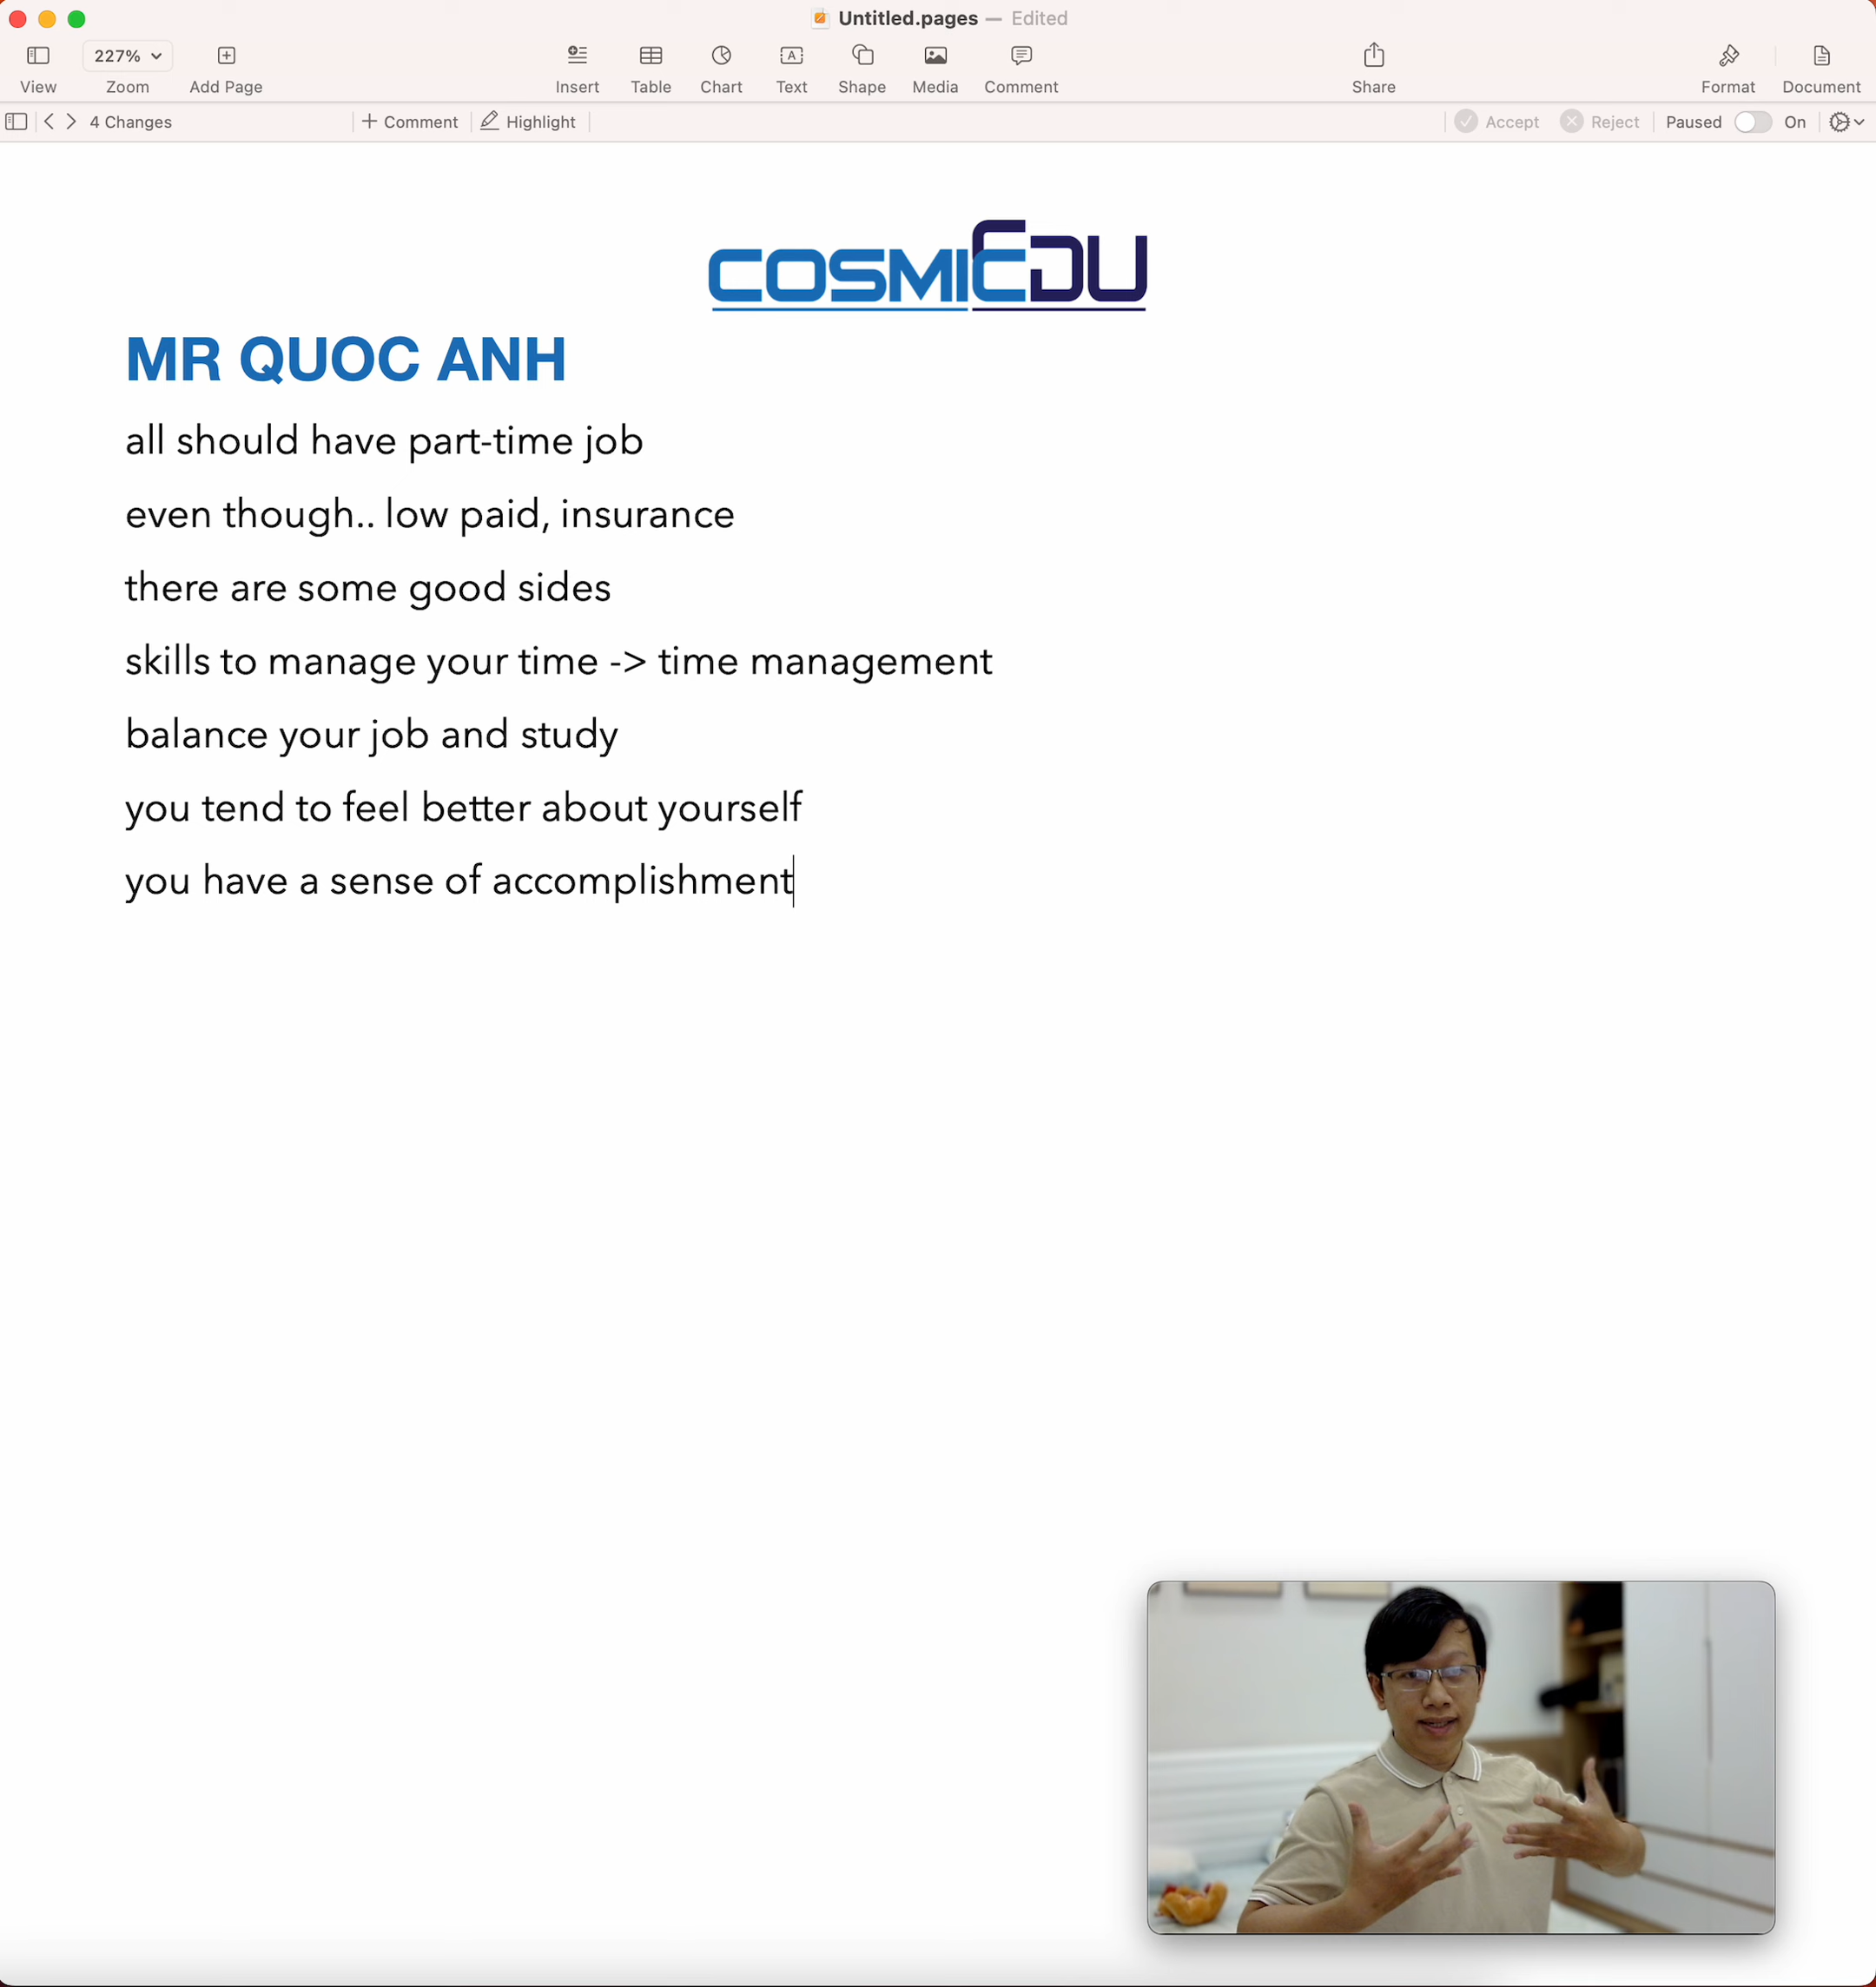 Untitled.pages — Edited
View
227%
Zoom
Add Page
Insert
Table
Chart
Text
Shape
Media
Comment
Share
Format
Document
4 Changes
Comment
Highlight
Accept
Reject
Paused
On
COSMIEDU
MR QUOC ANH
all should have part-time job
even though.. low paid, insurance
there are some good sides
skills to manage your time -> time management
balance your job and study
you tend to feel better about yourself
you have a sense of accomplishment